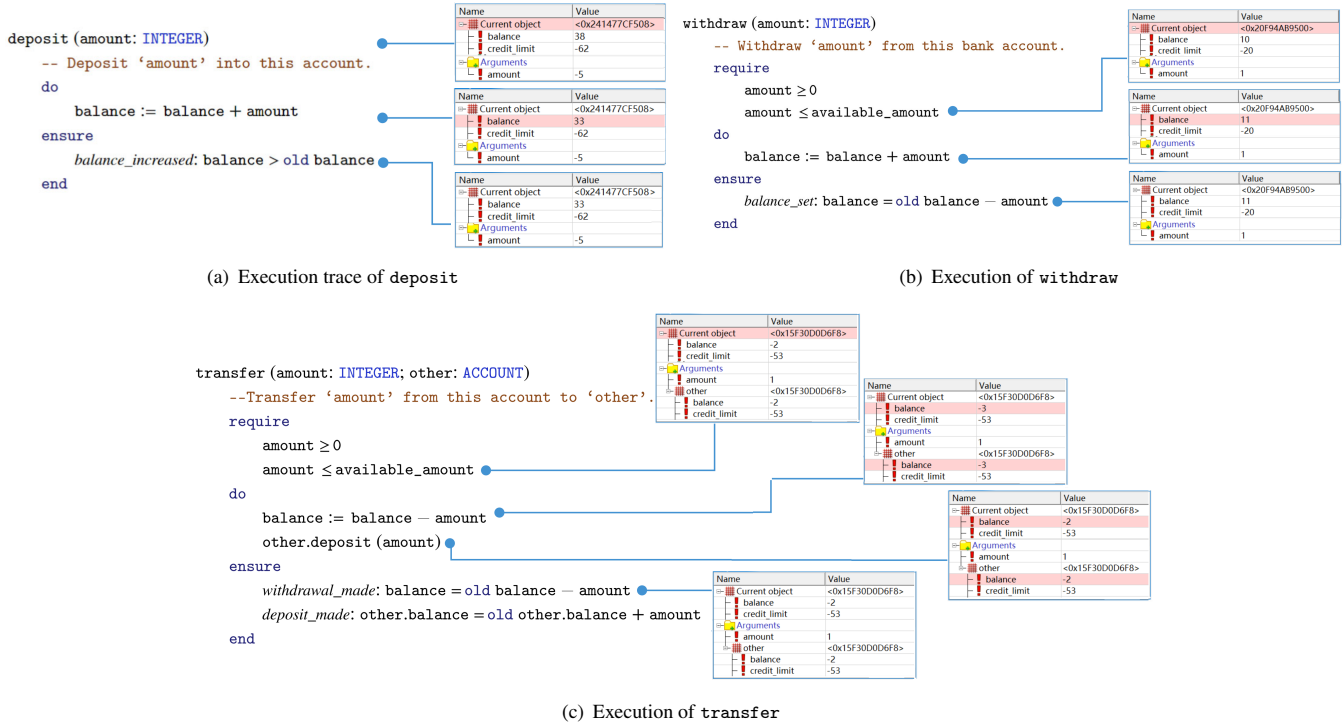 deposit (amount: INTEGER)
-- Deposit ‘amount’ into this account.
do
balance := balance + amount
ensure
balance_increased: balance > old balance
end
Name Value
Current object <0x241477CF508>
balance 38
credit_limit -62
Arguments
amount -5
Name Value
Current object <0x241477CF508>
balance 33
credit_limit -62
Arguments
amount -5
Name Value
Current object <0x241477CF508>
balance 33
credit_limit -62
Arguments
amount -5
(a) Execution trace of deposit
withdraw (amount: INTEGER)
-- Withdraw ‘amount’ from this bank account.
require
amount ≥ 0
amount ≤ available_amount
do
balance := balance + amount
ensure
balance_set: balance = old balance − amount
end
Name Value
Current object <0x20F94AB9500>
balance 10
credit_limit -20
Arguments
amount 1
Name Value
Current object <0x20F94AB9500>
balance 11
credit_limit -20
Arguments
amount 1
Name Value
Current object <0x20F94AB9500>
balance 11
credit_limit -20
Arguments
amount 1
(b) Execution of withdraw
transfer (amount: INTEGER; other: ACCOUNT)
--Transfer ‘amount’ from this account to ‘other’.
require
amount ≥ 0
amount ≤ available_amount
do
balance := balance − amount
other.deposit (amount)
ensure
withdrawal_made: balance = old balance − amount
deposit_made: other.balance = old other.balance + amount
end
Name Value
Current object <0x15F30D0D6F8>
balance -2
credit_limit -53
Arguments
amount 1
other <0x15F30D0D6F8>
balance -2
credit_limit -53
Name Value
Current object <0x15F30D0D6F8>
balance -3
credit_limit -53
Arguments
amount 1
other <0x15F30D0D6F8>
balance -3
credit_limit -53
Name Value
Current object <0x15F30D0D6F8>
balance -2
credit_limit -53
Arguments
amount 1
other <0x15F30D0D6F8>
balance -2
credit_limit -53
Name Value
Current object <0x15F30D0D6F8>
balance -2
credit_limit -53
Arguments
amount 1
other <0x15F30D0D6F8>
balance -2
credit_limit -53
(c) Execution of transfer